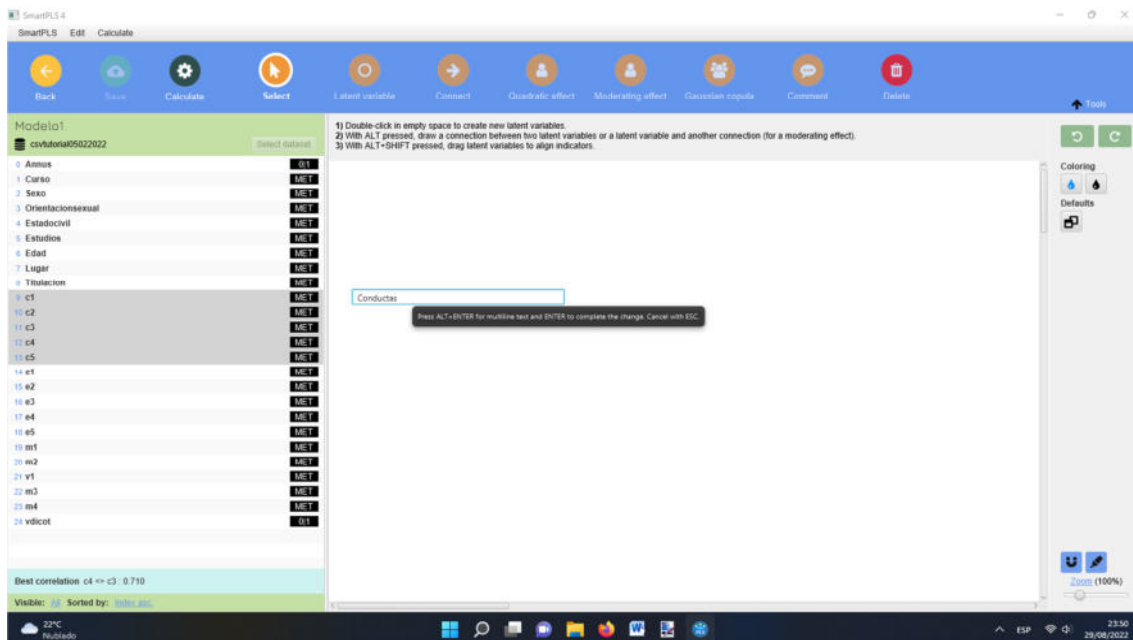 SmartPLS 4
SmartPLS Edit Calculate
Back Save Calculate Select Latent variable Connect Quadratic effect Moderating effect Gaussian copula Comment Delete
Tools
Modelo1
csvtutorial05022022 Select dataset
1) Double-click in empty space to create new latent variables.
2) With ALT pressed, draw a connection between two latent variables or a latent variable and another connection (for a moderating effect).
3) With ALT+SHIFT pressed, drag latent variables to align indicators.
0 Annus 0|1
1 Curso MET
2 Sexo MET
3 Orientacionsexual MET
4 Estadocivil MET
5 Estudios MET
6 Edad MET
7 Lugar MET
8 Titulacion MET
9 c1 MET
10 c2 MET
11 c3 MET
12 c4 MET
13 c5 MET
14 e1 MET
15 e2 MET
16 e3 MET
17 e4 MET
18 e5 MET
19 m1 MET
20 m2 MET
21 v1 MET
22 m3 MET
23 m4 MET
24 vdicot 0|1
Conductas
Press ALT+ENTER for multiline text and ENTER to complete the change. Cancel with ESC.
Coloring
Defaults
Best correlation c4 <> c3 : 0.710
Visible: All Sorted by: Index asc.
Zoom (100%)
22°C
Nublado
ESP
23:50
29/08/2022